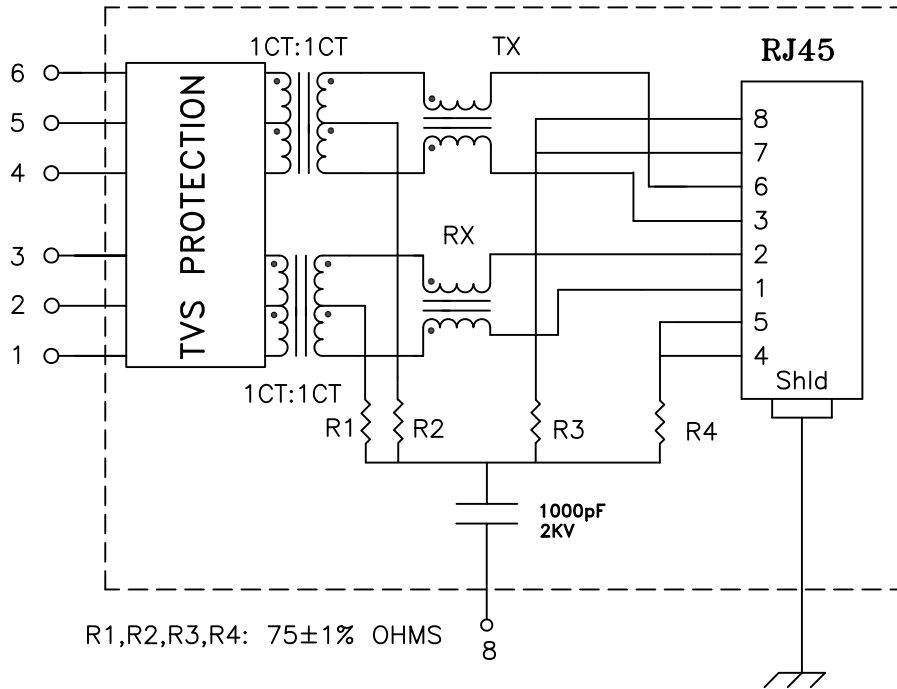 1CT:1CT
TX
RJ45
6
5
4
3
2
1
TVS PROTECTION
RX
8
7
6
3
2
1
5
4
Shld
1CT:1CT
R1
R2
R3
R4
1000pF
2KV
R1,R2,R3,R4: 75±1% OHMS
8